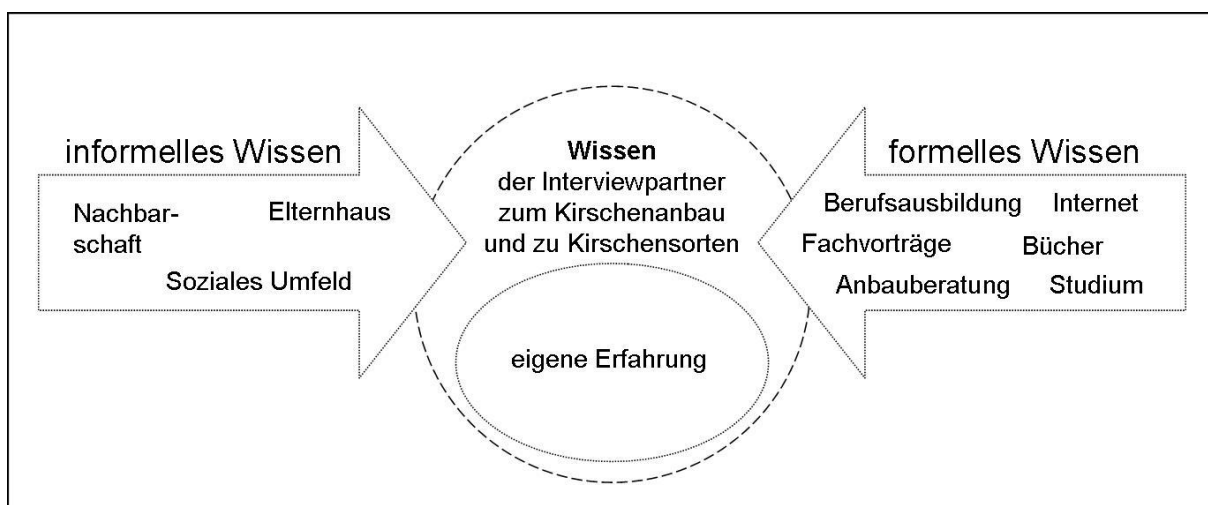 informelles Wissen
Nachbar-
schaft
Elternhaus
Soziales Umfeld
Wissen
der Interviewpartner
zum Kirschenanbau
und zu Kirschensorten
eigene Erfahrung
formelles Wissen
Berufsausbildung Internet
Fachvorträge Bücher
Anbauberatung Studium